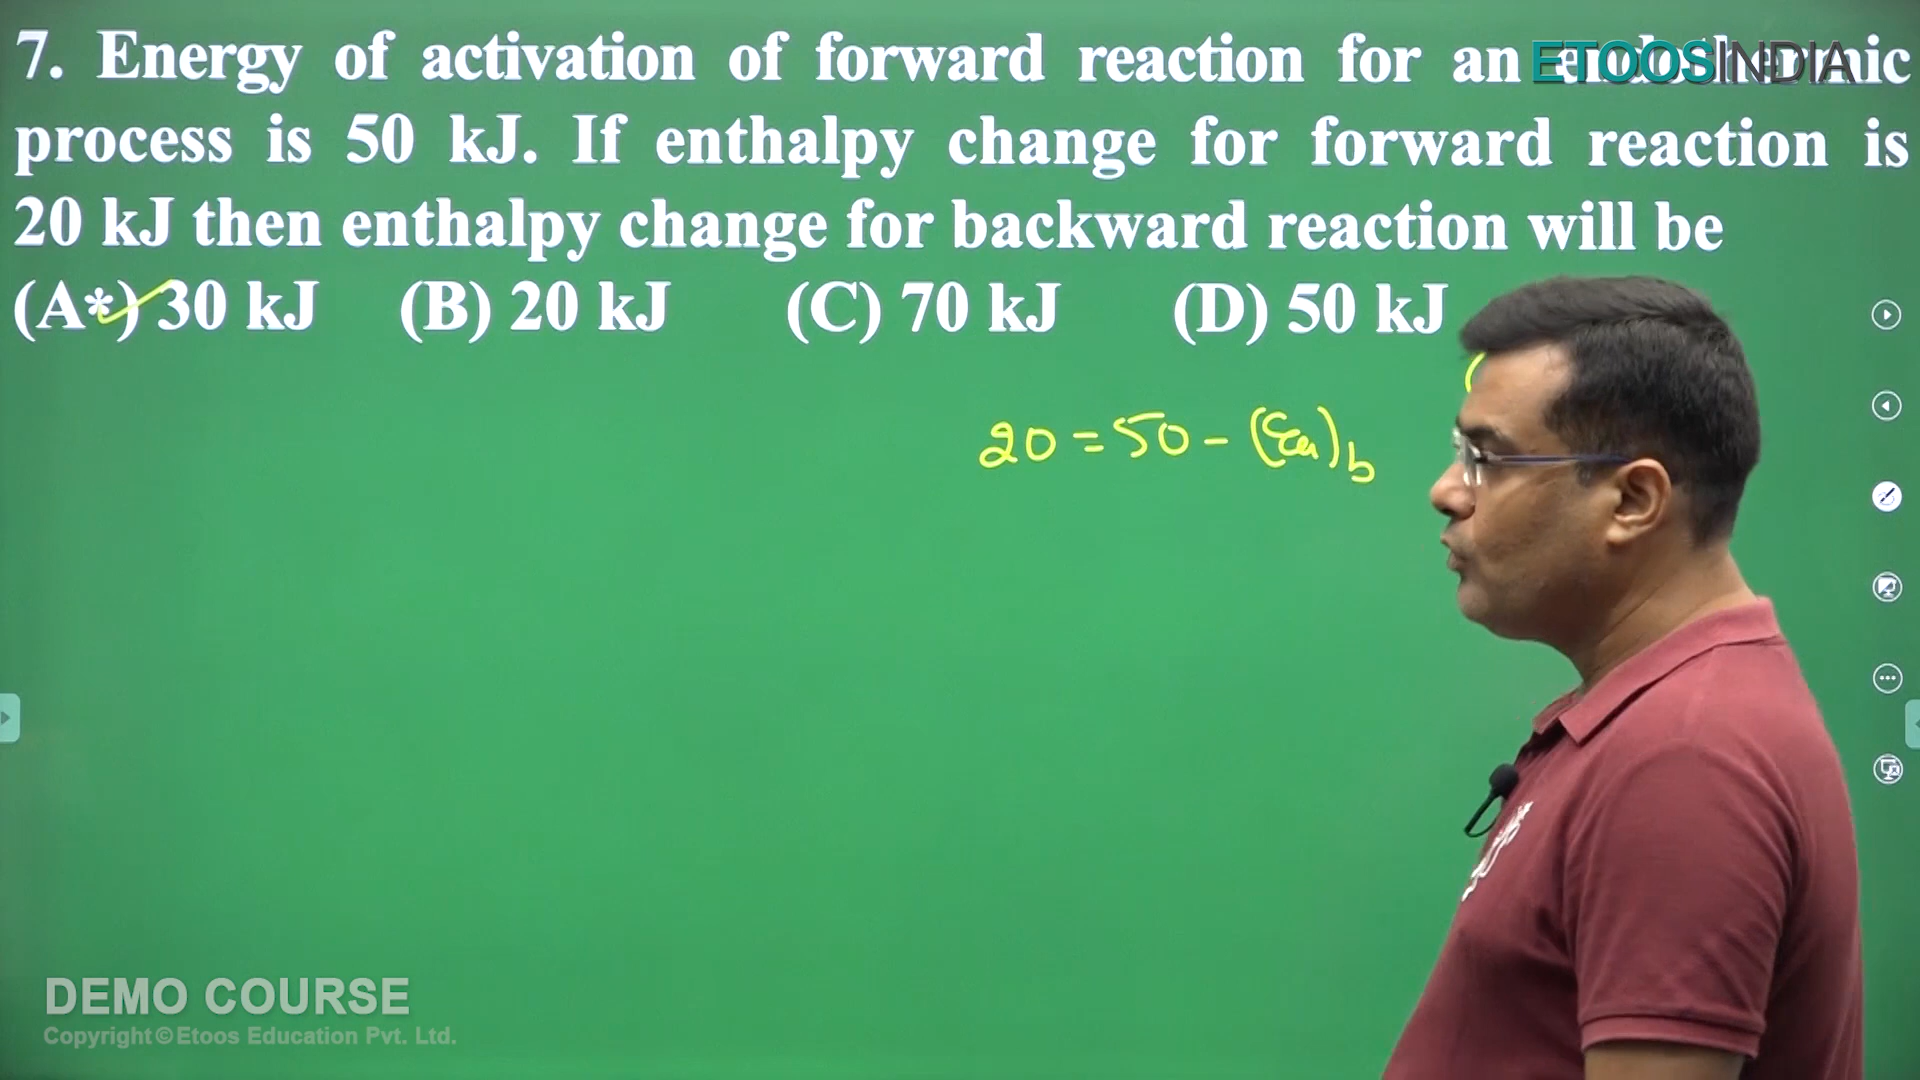 7. Energy of activation of forward reaction for an endothermic
ETOOSINDIA
process is 50 kJ. If enthalpy change for forward reaction is
20 kJ then enthalpy change for backward reaction will be
(A*) 30 kJ (B) 20 kJ (C) 70 kJ (D) 50 kJ
20 = 50 - (Ea)b
DEMO COURSE
Copyright © Etoos Education Pvt. Ltd.